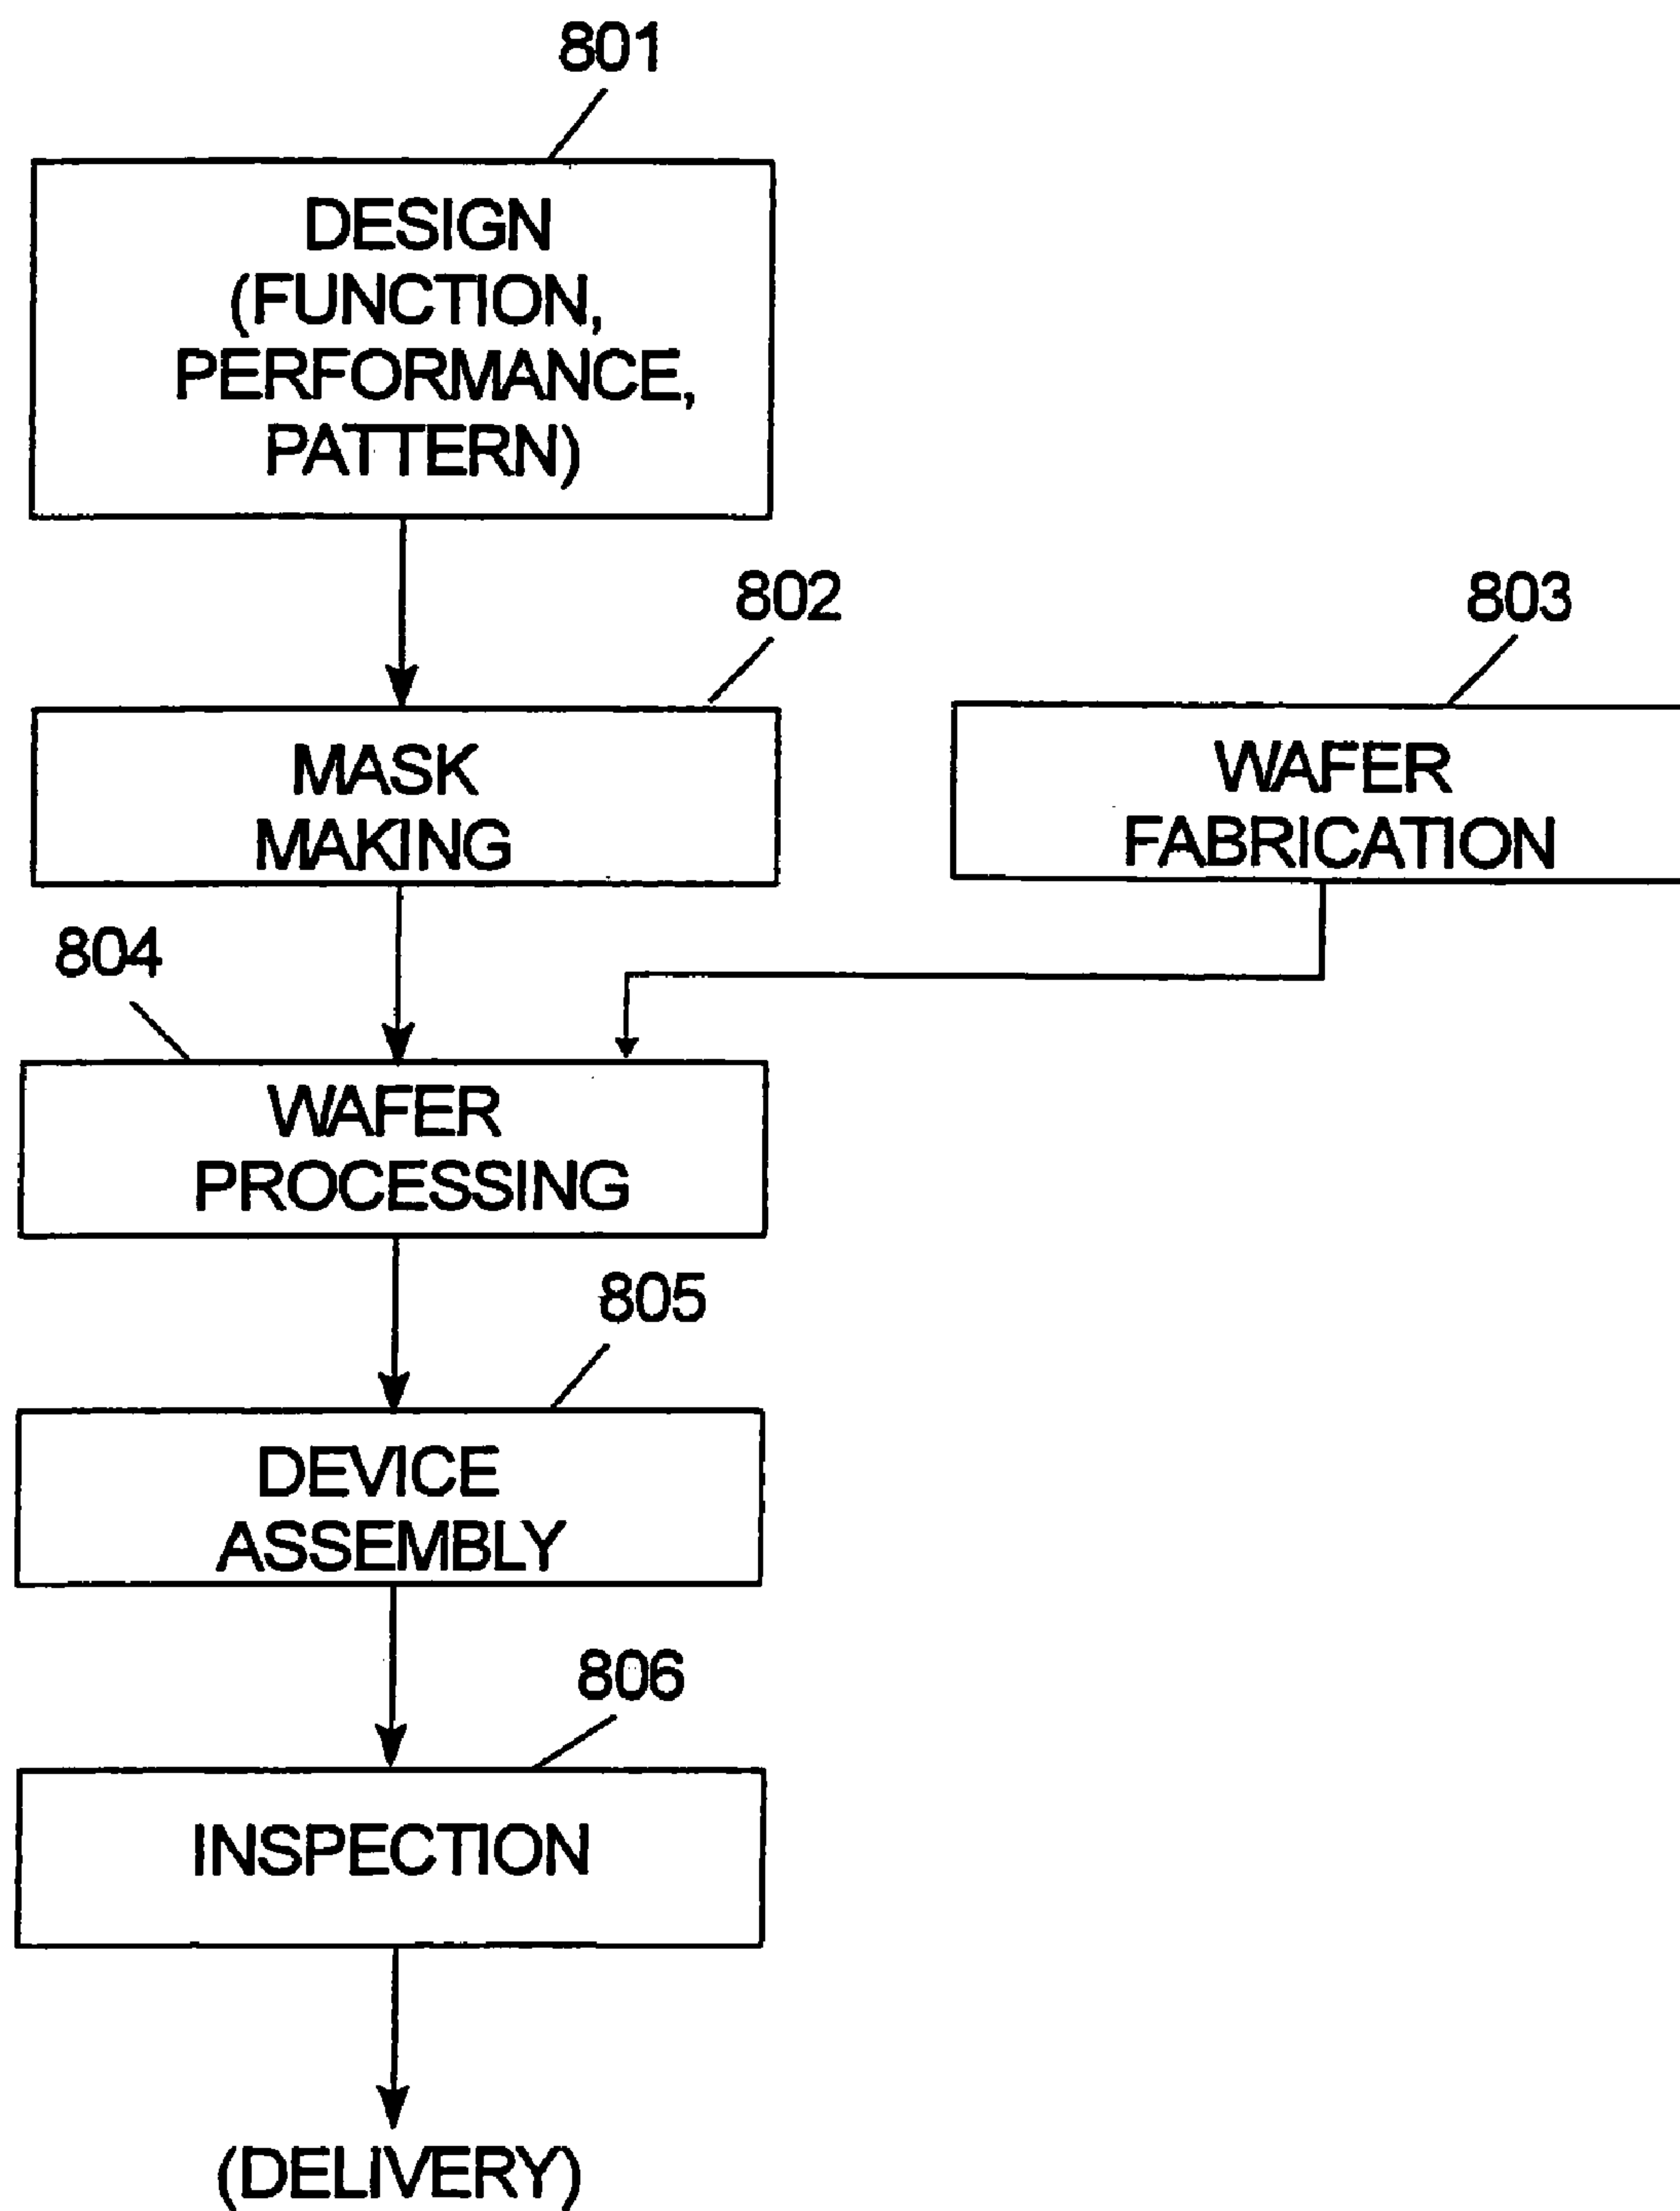 801
DESIGN
(FUNCTION,
PERFORMANCE,
PATTERN)
802
803
MASK
MAKING
WAFER
FABRICATION
804
WAFER
PROCESSING
805
DEVICE
ASSEMBLY
806
INSPECTION
(DELIVERY)